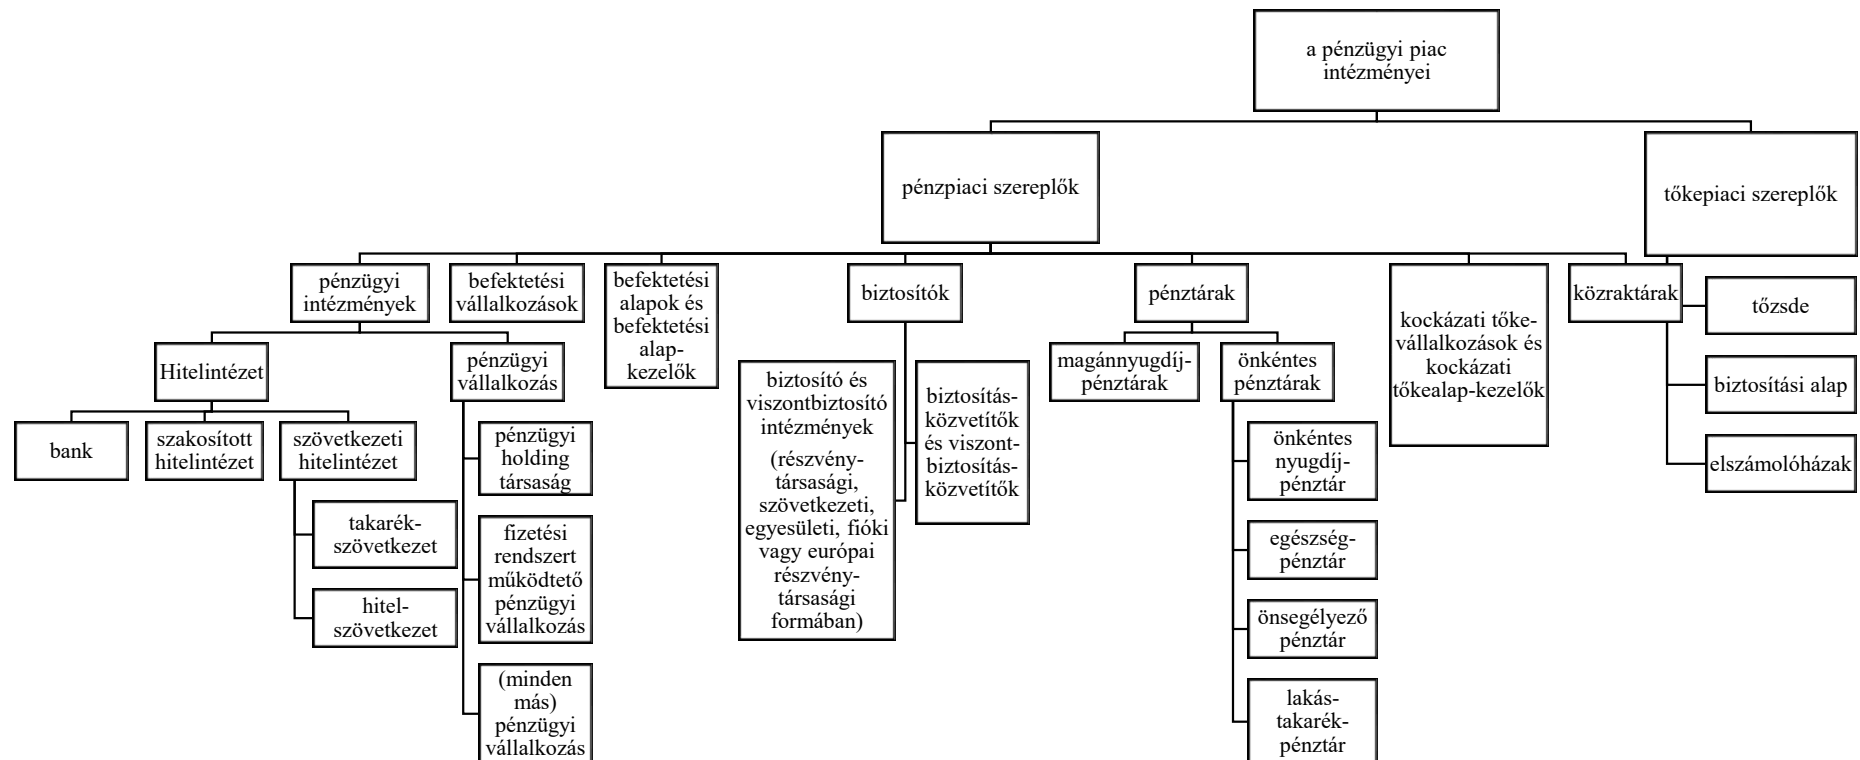 a pénzügyi piac
intézményei
pénzpiaci szereplők
tőkepiaci szereplők
pénzügyi
intézmények
befektetési
vállalkozások
befektetési
alapok és
befektetési
alap-
kezelők
biztosítók
pénztárak
kockázati tőke-
vállalkozások és
kockázati
tőkealap-kezelők
közraktárak
tőzsde
biztosítási alap
elszámolóházak
Hitelintézet
pénzügyi
vállalkozás
bank
szakosított
hitelintézet
szövetkezeti
hitelintézet
takarék-
szövetkezet
hitel-
szövetkezet
pénzügyi
holding
társaság
fizetési
rendszert
működtető
pénzügyi
vállalkozás
(minden
más)
pénzügyi
vállalkozás
biztosító és
viszontbiztosító
intézmények
(részvény-
társasági,
szövetkezeti,
egyesületi, fióki
vagy európai
részvény-
társasági
formában)
biztosítás-
közvetítők
és viszont-
biztosítás-
közvetítők
magánnyugdíj-
pénztárak
önkéntes
pénztárak
önkéntes
nyugdíj-
pénztár
egészség-
pénztár
önsegélyező
pénztár
lakás-
takarék-
pénztár